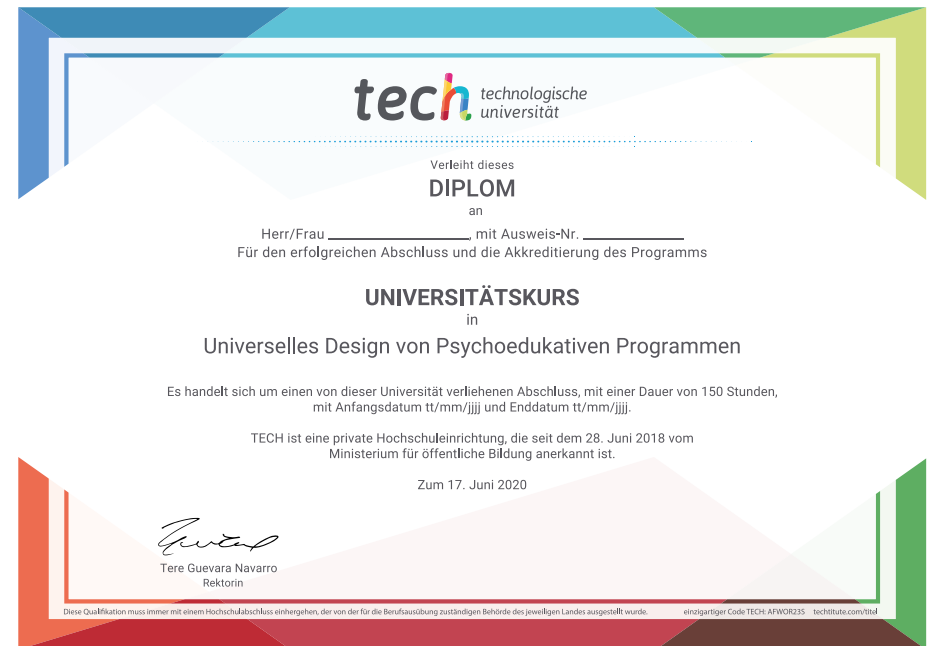 tech technologische
universität
Verleiht dieses
DIPLOM
an
Herr/Frau ____________, mit Ausweis-Nr. ____________
Für den erfolgreichen Abschluss und die Akkreditierung des Programms
UNIVERSITÄTSKURS
in
Universelles Design von Psychoedukativen Programmen
Es handelt sich um einen von dieser Universität verliehenen Abschluss, mit einer Dauer von 150 Stunden,
mit Anfangsdatum tt/mm/jjjj und Enddatum tt/mm/jjjj.
TECH ist eine private Hochschuleinrichtung, die seit dem 28. Juni 2018 vom
Ministerium für öffentliche Bildung anerkannt ist.
Zum 17. Juni 2020
Tere Guevara Navarro
Rektorin
Diese Qualifikation muss immer mit einem Hochschulabschluss einhergehen, der von der für die Berufsausübung zuständigen Behörde des jeweiligen Landes ausgestellt wurde. einzigartiger Code TECH: AFWOR23S techtitute.com/titel